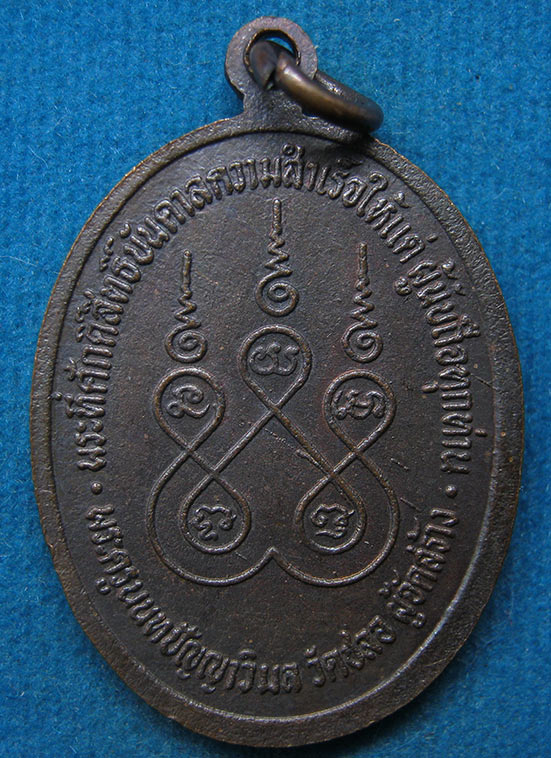 พระที่ศักดิ์สิทธิ์บันดาลความสำเร็จให้แด่ ผู้นับถือทุกทุกท่าน
พระครูนนทปัญญาวิมล วัดชลอ ผู้จัดสร้าง